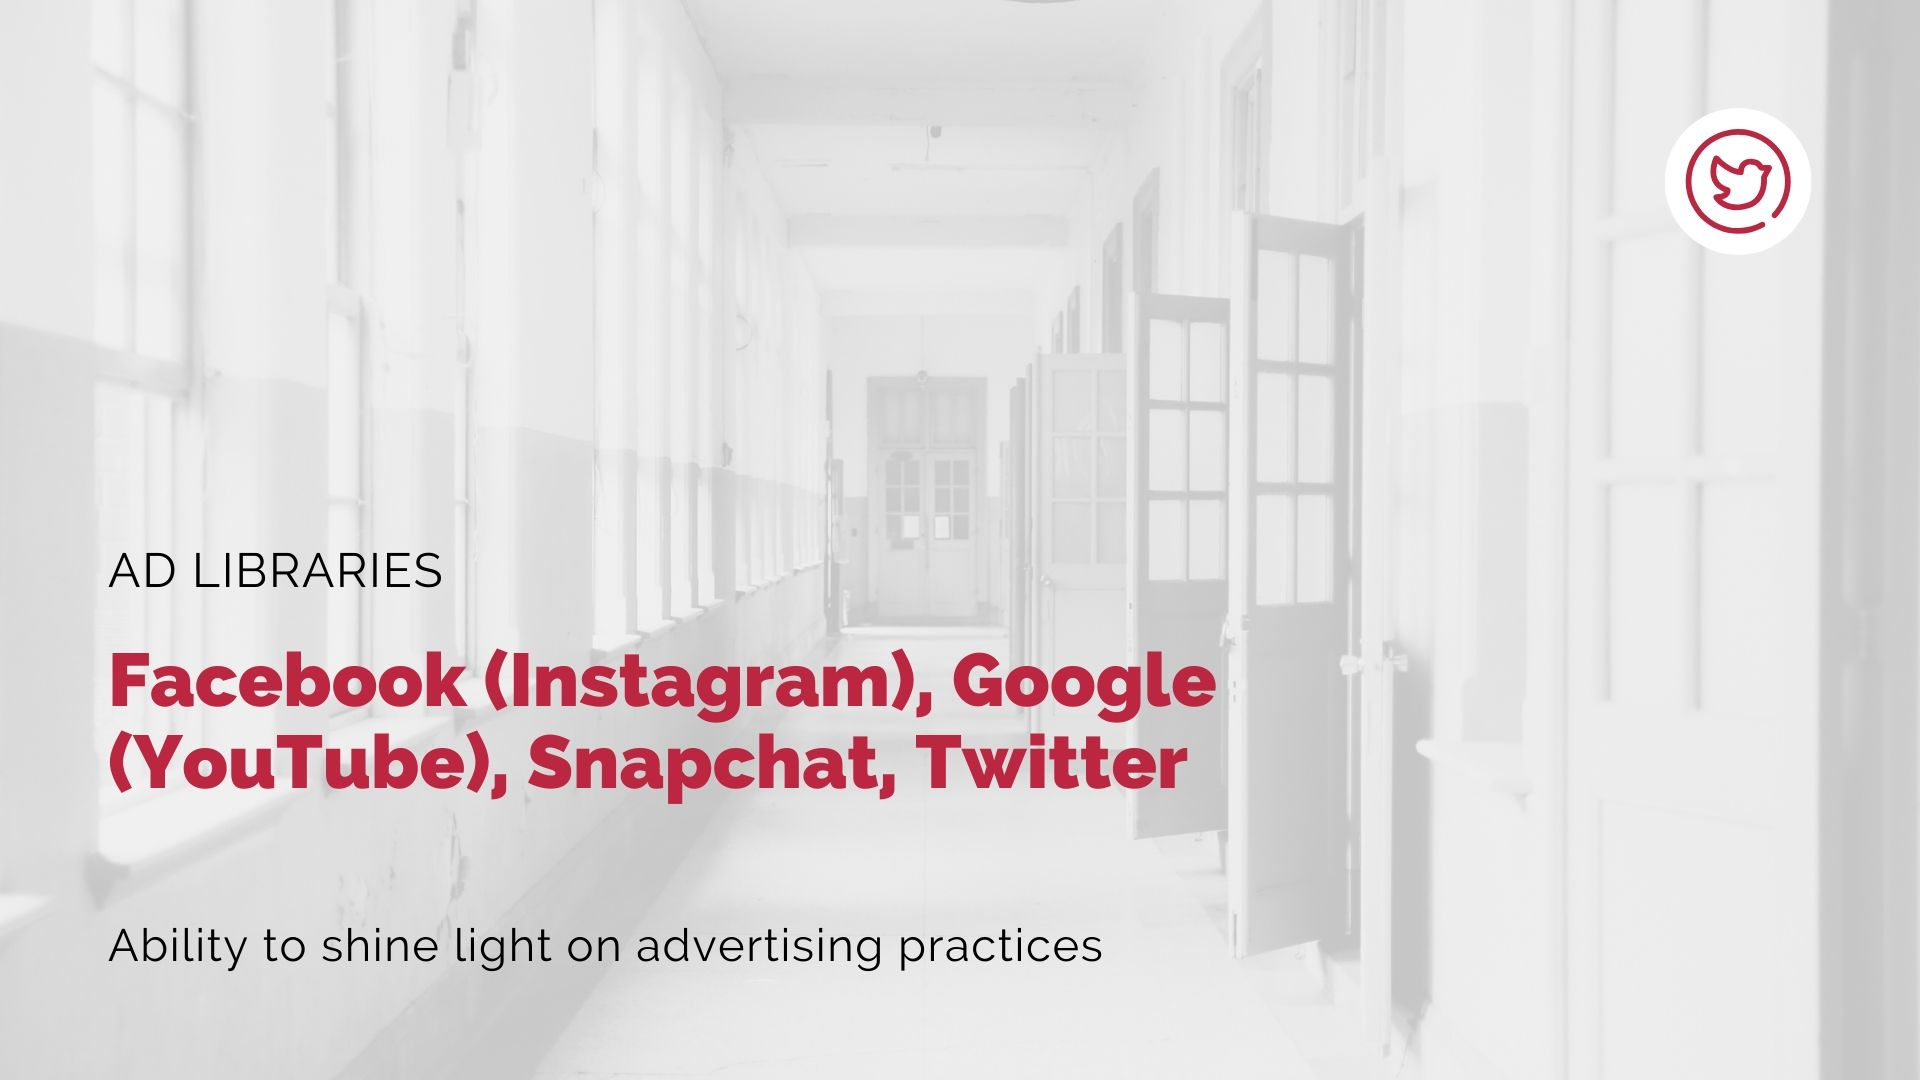 AD LIBRARIES
Facebook (Instagram), Google
(YouTube), Snapchat, Twitter
Ability to shine light on advertising practices